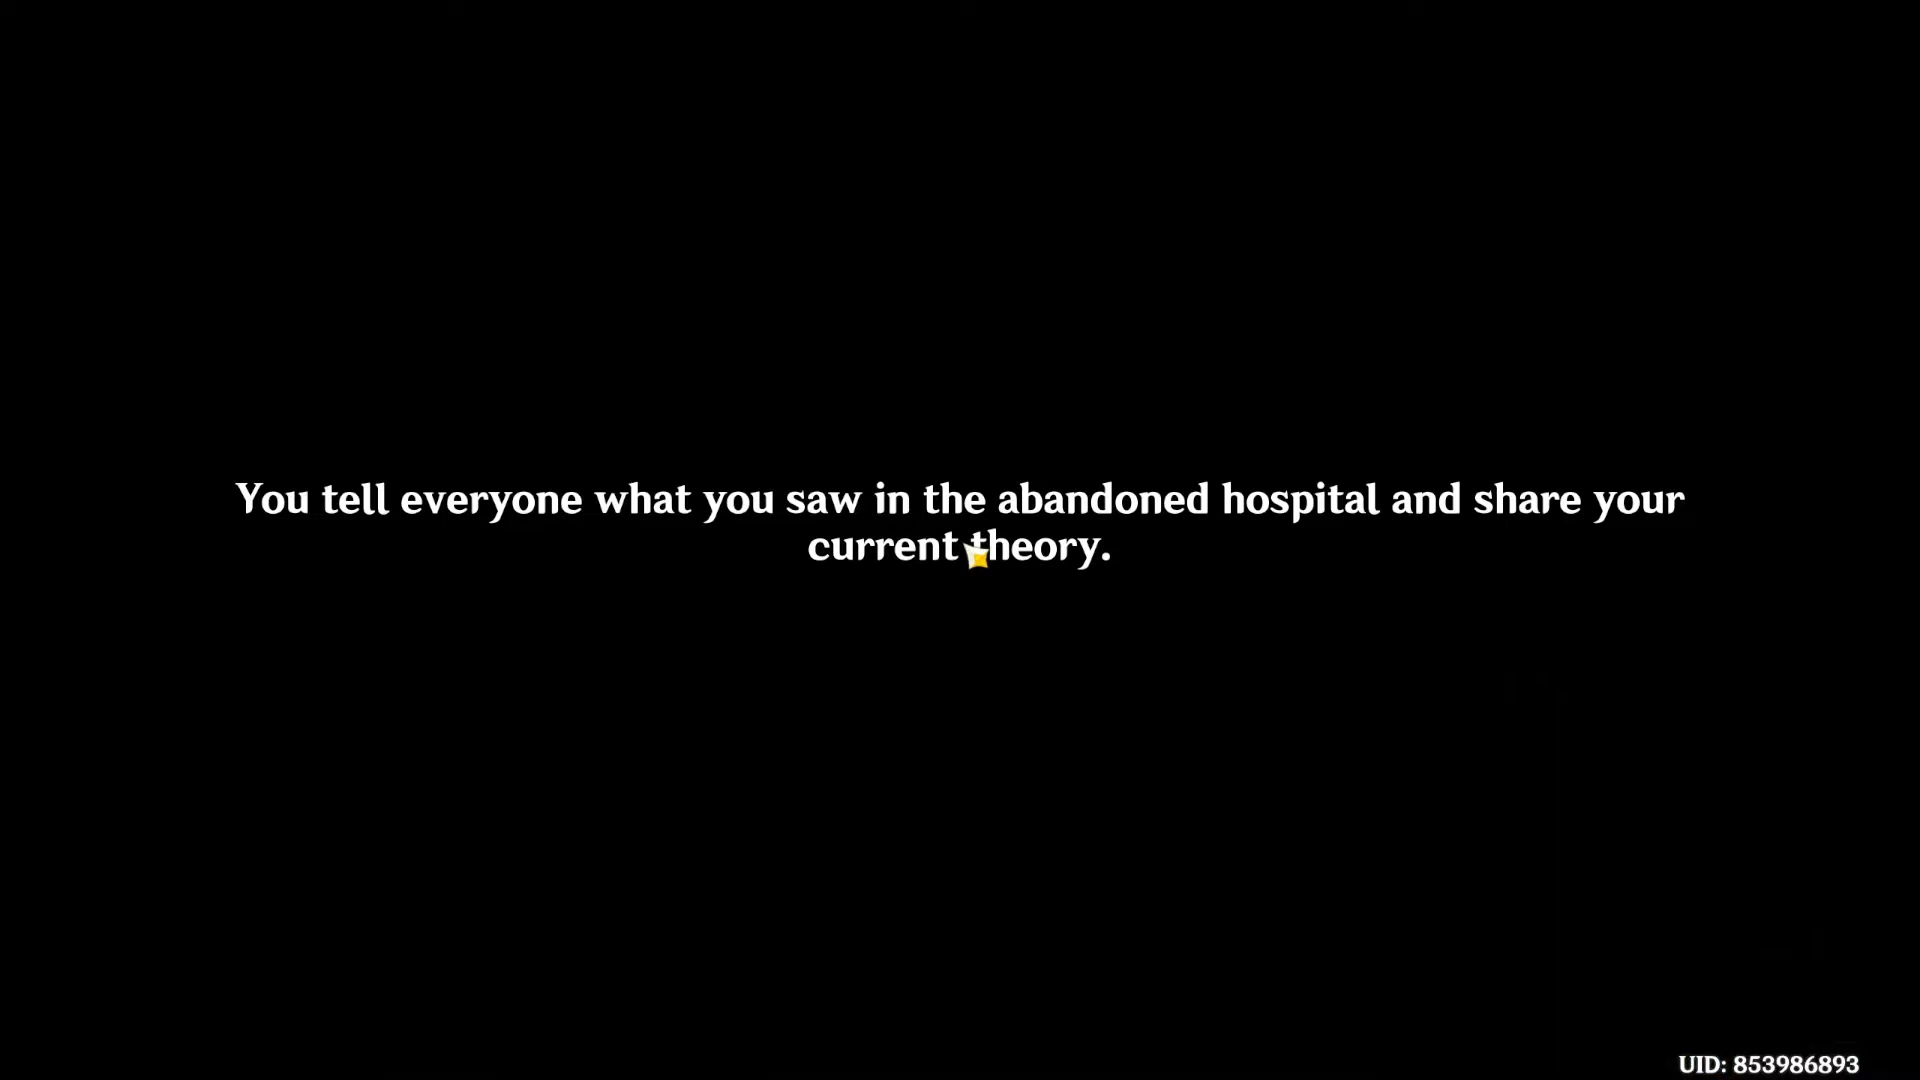 You tell everyone what you saw in the abandoned hospital and share your
current theory.
UID: 853986893